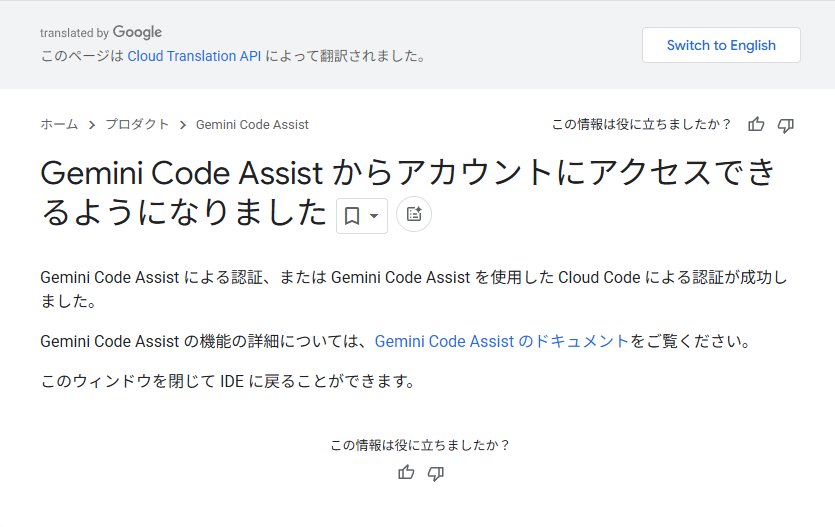 translated by Google
このページは Cloud Translation API によって翻訳されました。
Switch to English
ホーム プロダクト Gemini Code Assist
この情報は役に立ちましたか？
Gemini Code Assist からアカウントにアクセスでき
るようになりました
Gemini Code Assist による認証、または Gemini Code Assist を使用した Cloud Code による認証が成功し
ました。
Gemini Code Assist の機能の詳細については、Gemini Code Assist のドキュメントをご覧ください。
このウィンドウを閉じて IDE に戻ることができます。
この情報は役に立ちましたか？